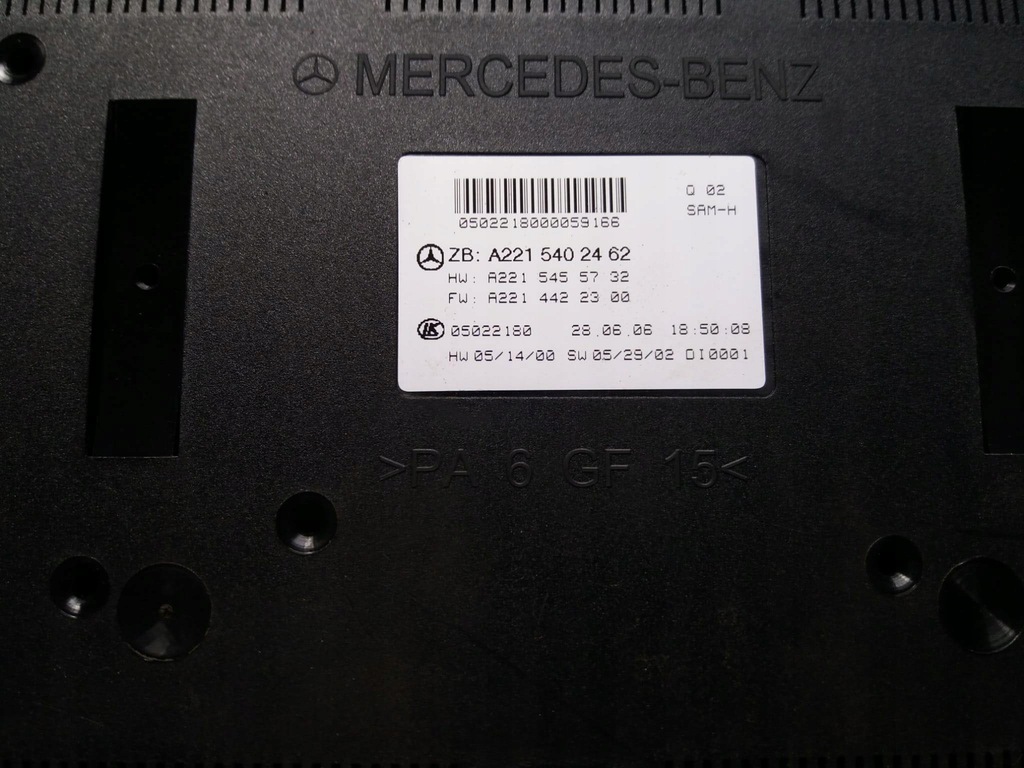 MERCEDES-BENZ
Q 02
SAM-H
0502218000059166
ZB: A221 540 24 62
HW: A221 545 57 32
FW: A221 442 23 00
LK 05022180 28.06.06 18:50:08
HW 05/14/00 SW 05/29/02 DI0001
>PA 6 GF 15<